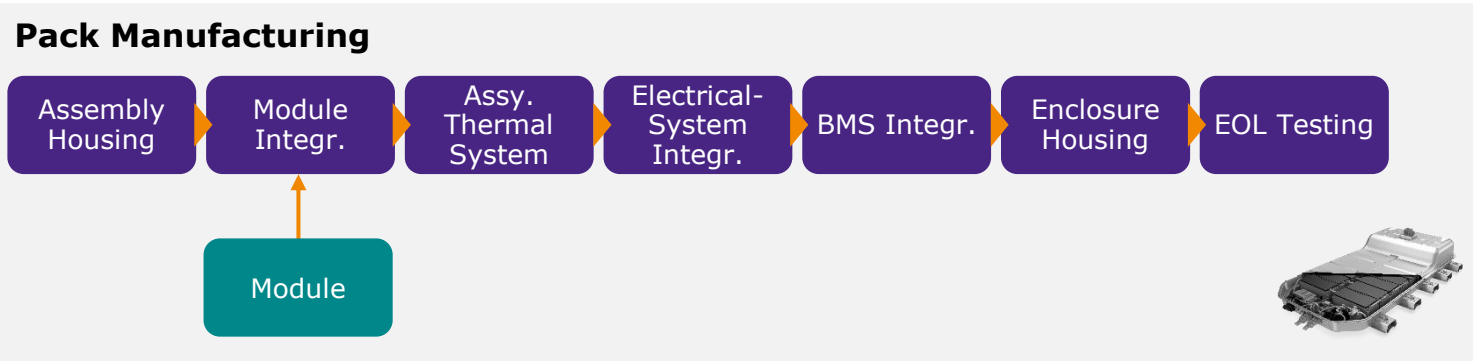 Pack Manufacturing
Assembly
Housing
Module
Integr.
Assy.
Thermal
System
Electrical-
System
Integr.
BMS Integr.
Enclosure
Housing
EOL Testing
Module